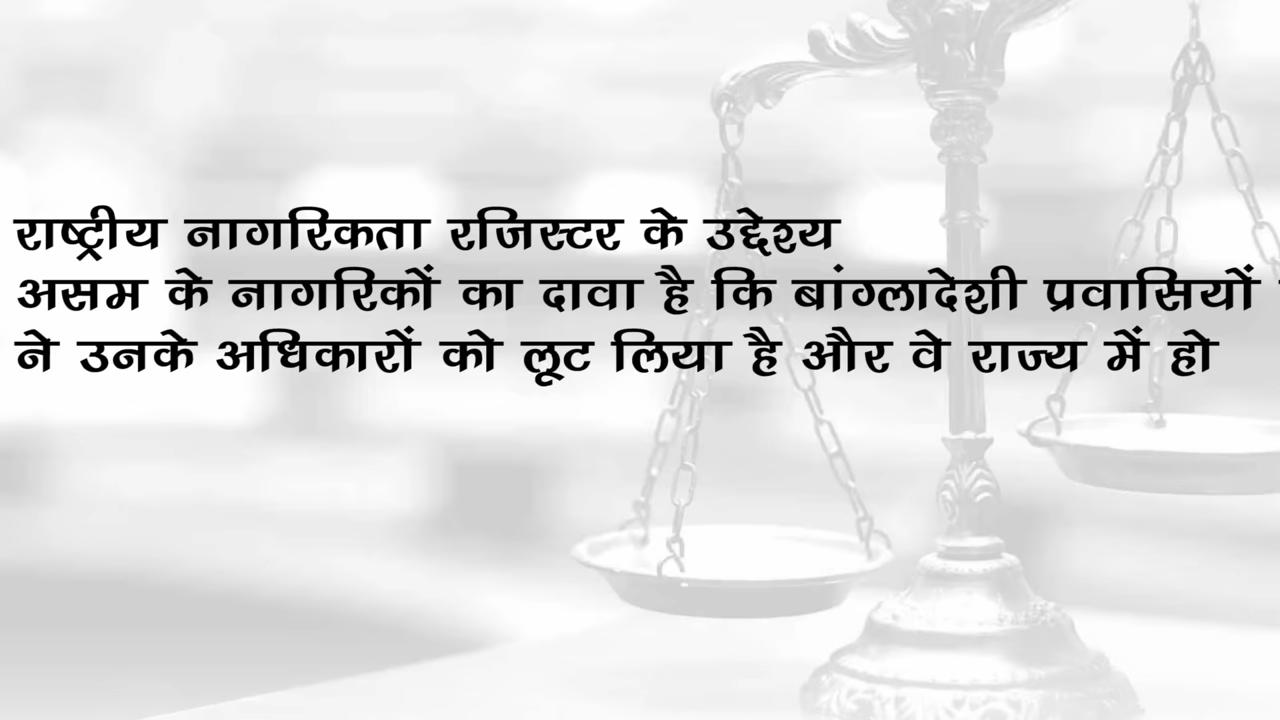 राष्ट्रीय नागरिकता रजिस्टर के उद्देश्य
असम के नागरिकों का दावा है कि बांग्लादेशी प्रवासियों
ने उनके अधिकारों को लूट लिया है और वे राज्य में हो